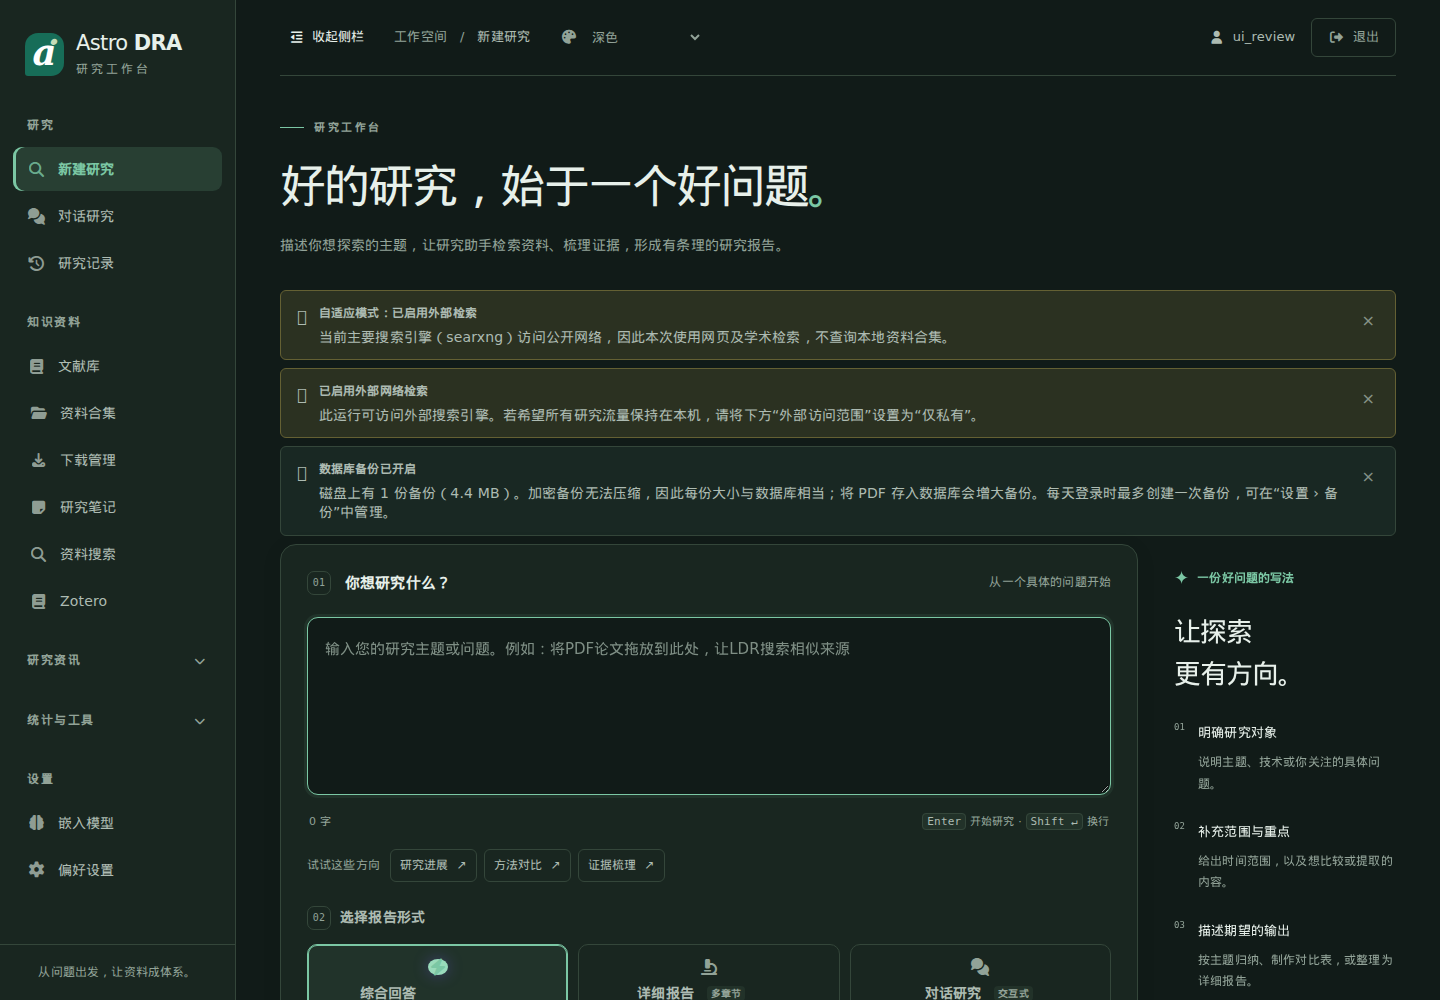 Astro DRA
研究工作台
研究
新建研究
对话研究
研究记录
知识资料
文献库
资料合集
下载管理
研究笔记
资料搜索
Zotero
研究资讯
统计与工具
设置
嵌入模型
偏好设置
从问题出发，让资料成体系。
收起侧栏
工作空间 / 新建研究
深色
ui_review
退出
研究工作台
好的研究，始于一个好问题。
描述你想探索的主题，让研究助手检索资料、梳理证据，形成有条理的研究报告。
自适应模式：已启用外部检索
当前主要搜索引擎（searxng）访问公开网络，因此本次使用网页及学术检索，不查询本地资料合集。
×
已启用外部网络检索
此运行可访问外部搜索引擎。若希望所有研究流量保持在本机，请将下方“外部访问范围”设置为“仅私有”。
×
数据库备份已开启
磁盘上有 1 份备份（4.4 MB）。加密备份无法压缩，因此每份大小与数据库相当；将 PDF 存入数据库会增大备份。每天登录时最多创建一次备份，可在“设置 › 备
份”中管理。
×
01 你想研究什么？
从一个具体的问题开始
输入您的研究主题或问题。例如：将PDF论文拖放到此处，让LDR搜索相似来源
0 字
Enter 开始研究 · Shift ↵ 换行
试试这些方向 研究进展 ↗ 方法对比 ↗ 证据梳理 ↗
02 选择报告形式
综合回答
详细报告 多章节
对话研究 交互式
一份好问题的写法
让探索
更有方向。
01 明确研究对象
说明主题、技术或你关注的具体问
题。
02 补充范围与重点
给出时间范围，以及想比较或提取的
内容。
03 描述期望的输出
按主题归纳、制作对比表，或整理为
详细报告。